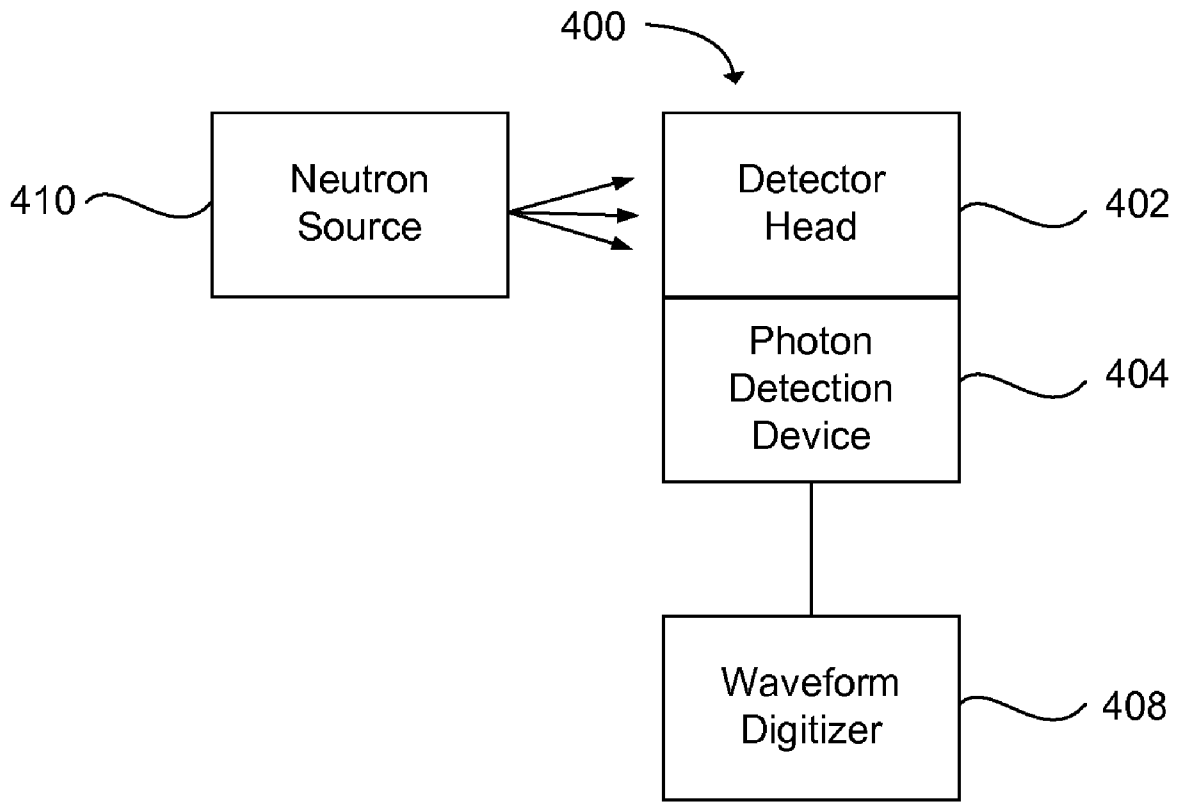 400
410
Neutron
Source
Detector
Head
402
Photon
Detection
Device
404
Waveform
Digitizer
408